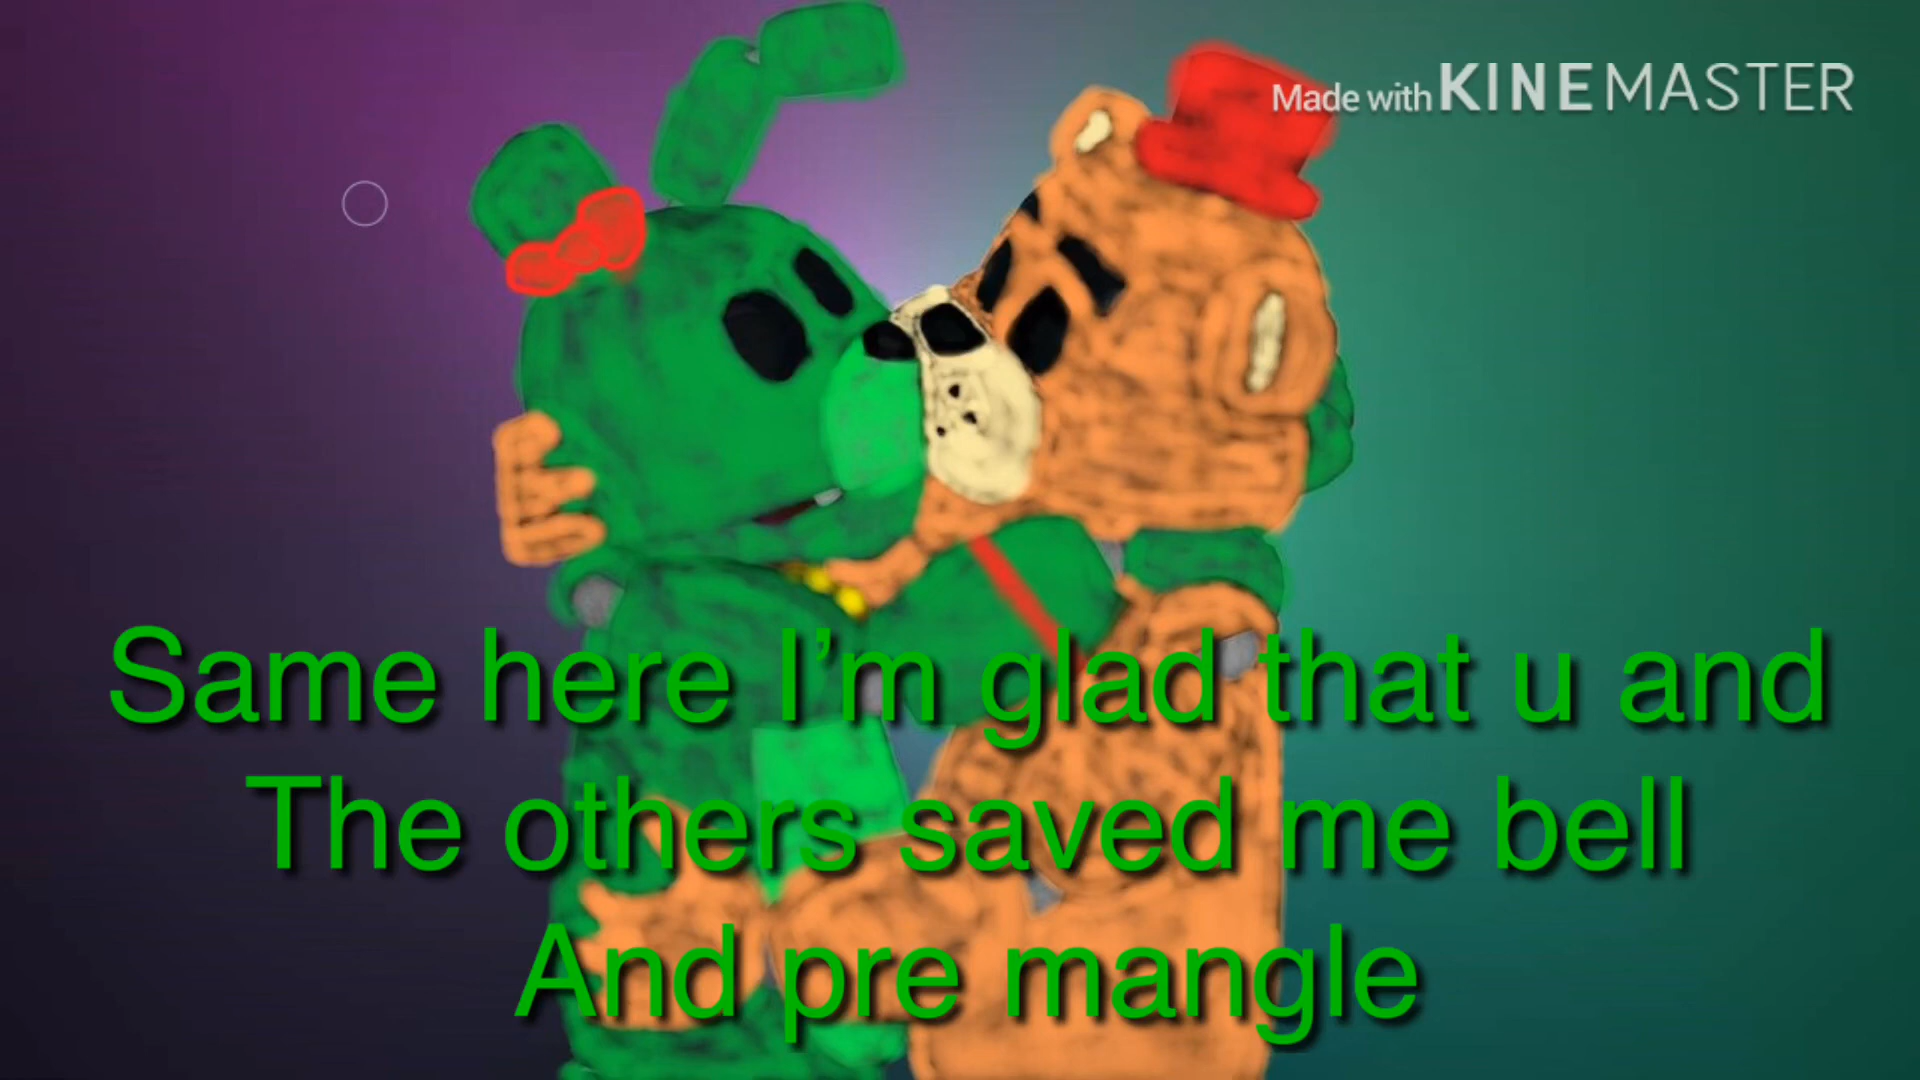 Made with KINEMASTER
Same here I’m glad that u and
The others saved me bell
And pre mangle